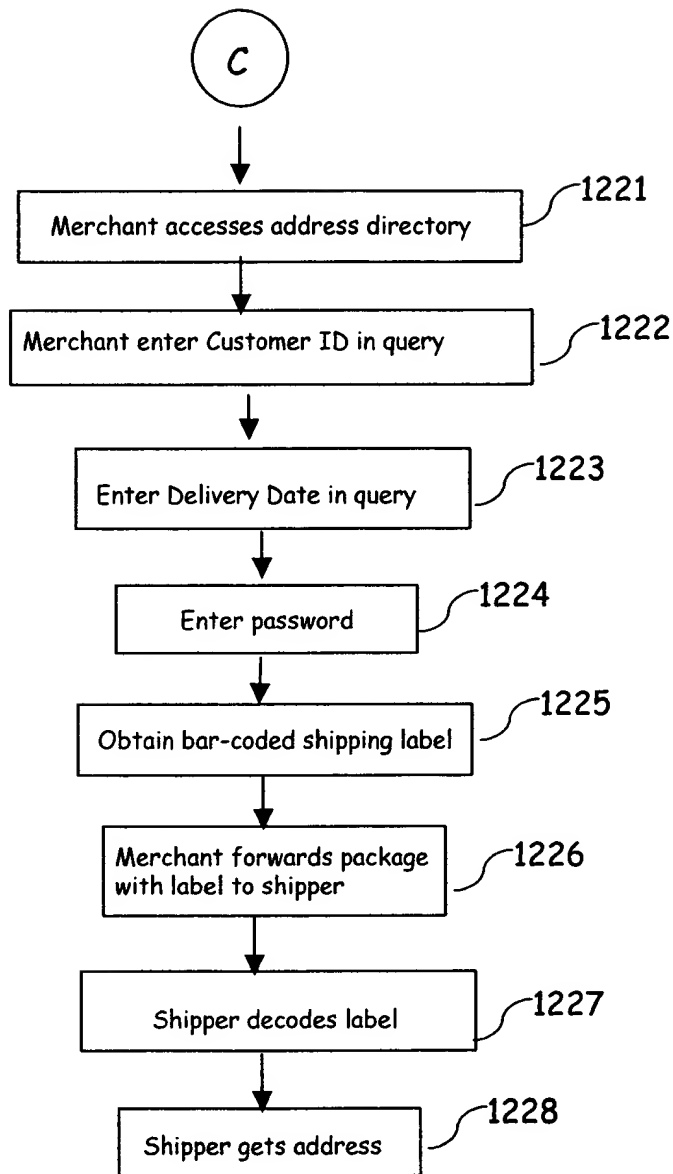 C
1221
Merchant accesses address directory
1222
Merchant enter Customer ID in query
1223
Enter Delivery Date in query
1224
Enter password
1225
Obtain bar-coded shipping label
1226
Merchant forwards package
with label to shipper
1227
Shipper decodes label
1228
Shipper gets address